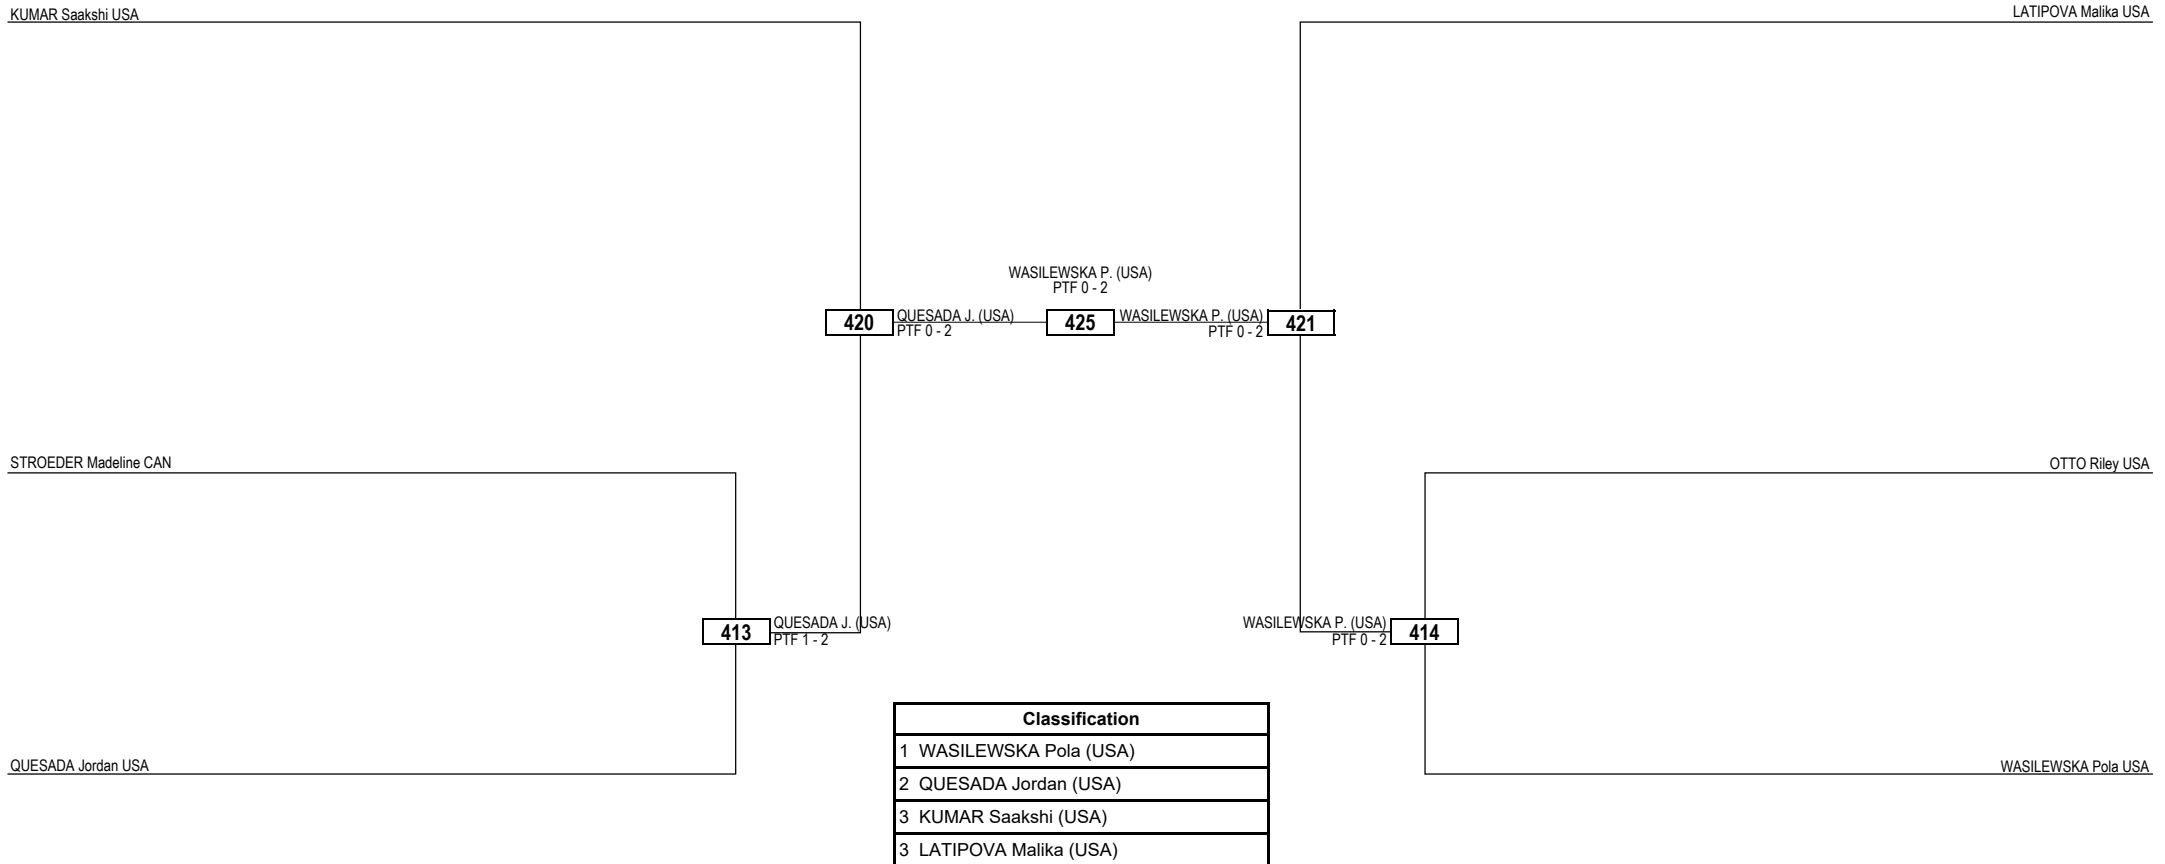 KUMAR Saakshi USA
LATIPOVA Malika USA
WASILEWSKA P. (USA)
PTF 0 - 2
420
QUESADA J. (USA)
PTF 0 - 2
425
WASILEWSKA P. (USA)
PTF 0 - 2
421
STROEDER Madeline CAN
OTTO Riley USA
413
QUESADA J. (USA)
PTF 1 - 2
WASILEWSKA P. (USA)
PTF 0 - 2
414
QUESADA Jordan USA
WASILEWSKA Pola USA
Classification
1 WASILEWSKA Pola (USA)
2 QUESADA Jordan (USA)
3 KUMAR Saakshi (USA)
3 LATIPOVA Malika (USA)